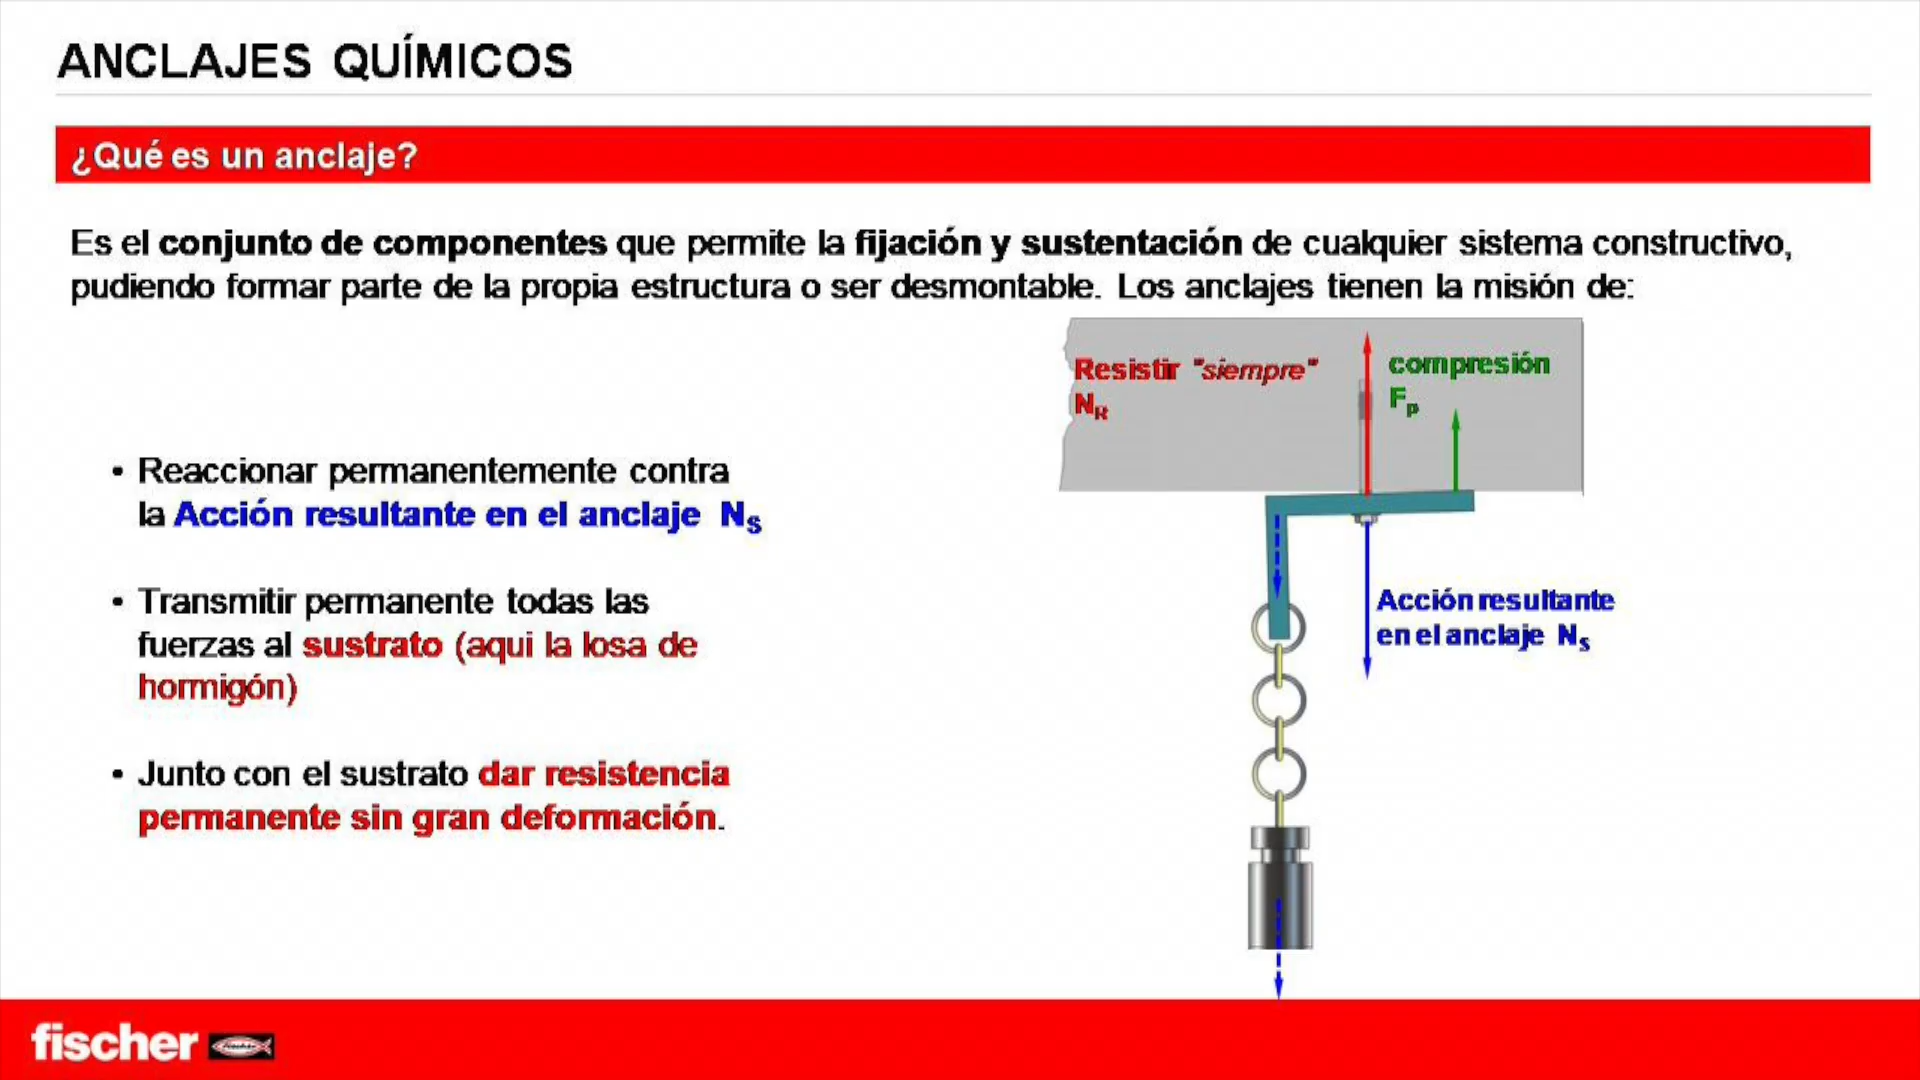 ANCLAJES QUÍMICOS
¿Qué es un anclaje?
Es el conjunto de componentes que permite la fijación y sustentación de cualquier sistema constructivo,
pudiendo formar parte de la propia estructura o ser desmontable. Los anclajes tienen la misión de:
• Reaccionar permanentemente contra
la Acción resultante en el anclaje NS
• Transmitir permanente todas las
fuerzas al sustrato (aqui la losa de
hormigón)
• Junto con el sustrato dar resistencia
permanente sin gran deformación.
Resistir "siempre"
NR
compresión
Fp
Acción resultante
en el anclaje NS
fischer